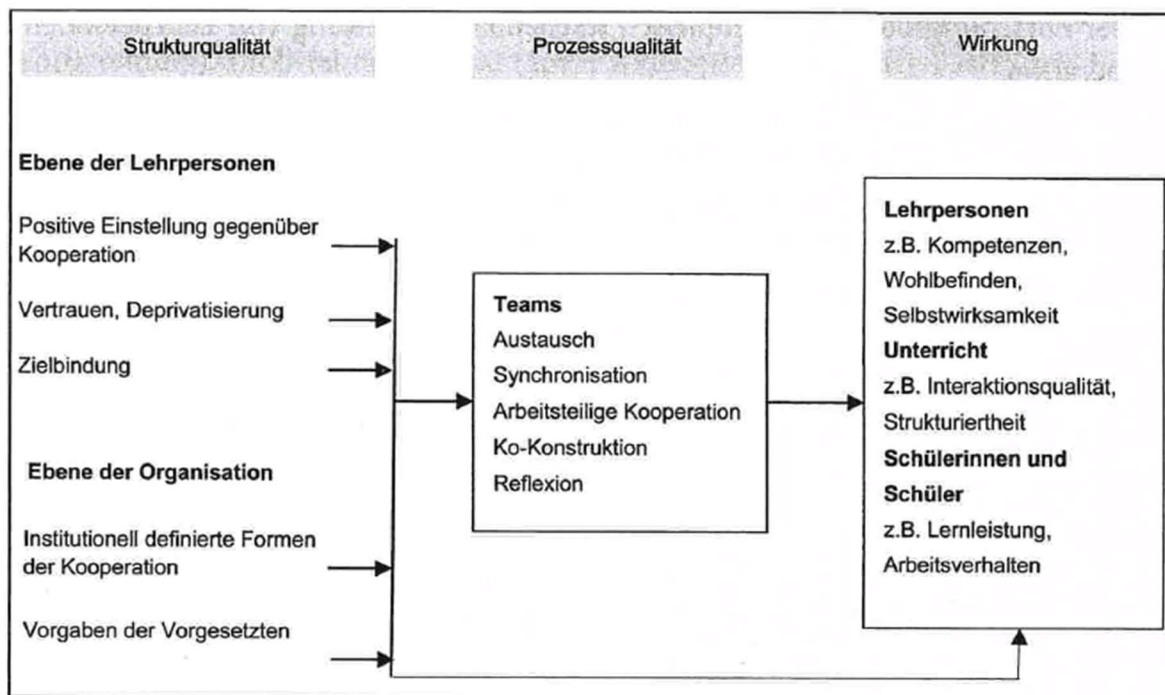 Strukturqualität
Prozessqualität
Wirkung
Ebene der Lehrpersonen
Positive Einstellung gegenüber
Kooperation
Vertrauen, Deprivatisierung
Zielbindung
Ebene der Organisation
Institutionell definierte Formen
der Kooperation
Vorgaben der Vorgesetzten
Teams
Austausch
Synchronisation
Arbeitsteilige Kooperation
Ko-Konstruktion
Reflexion
Lehrpersonen
z.B. Kompetenzen,
Wohlbefinden,
Selbstwirksamkeit
Unterricht
z.B. Interaktionsqualität,
Strukturiertheit
Schülerinnen und
Schüler
z.B. Lernleistung,
Arbeitsverhalten